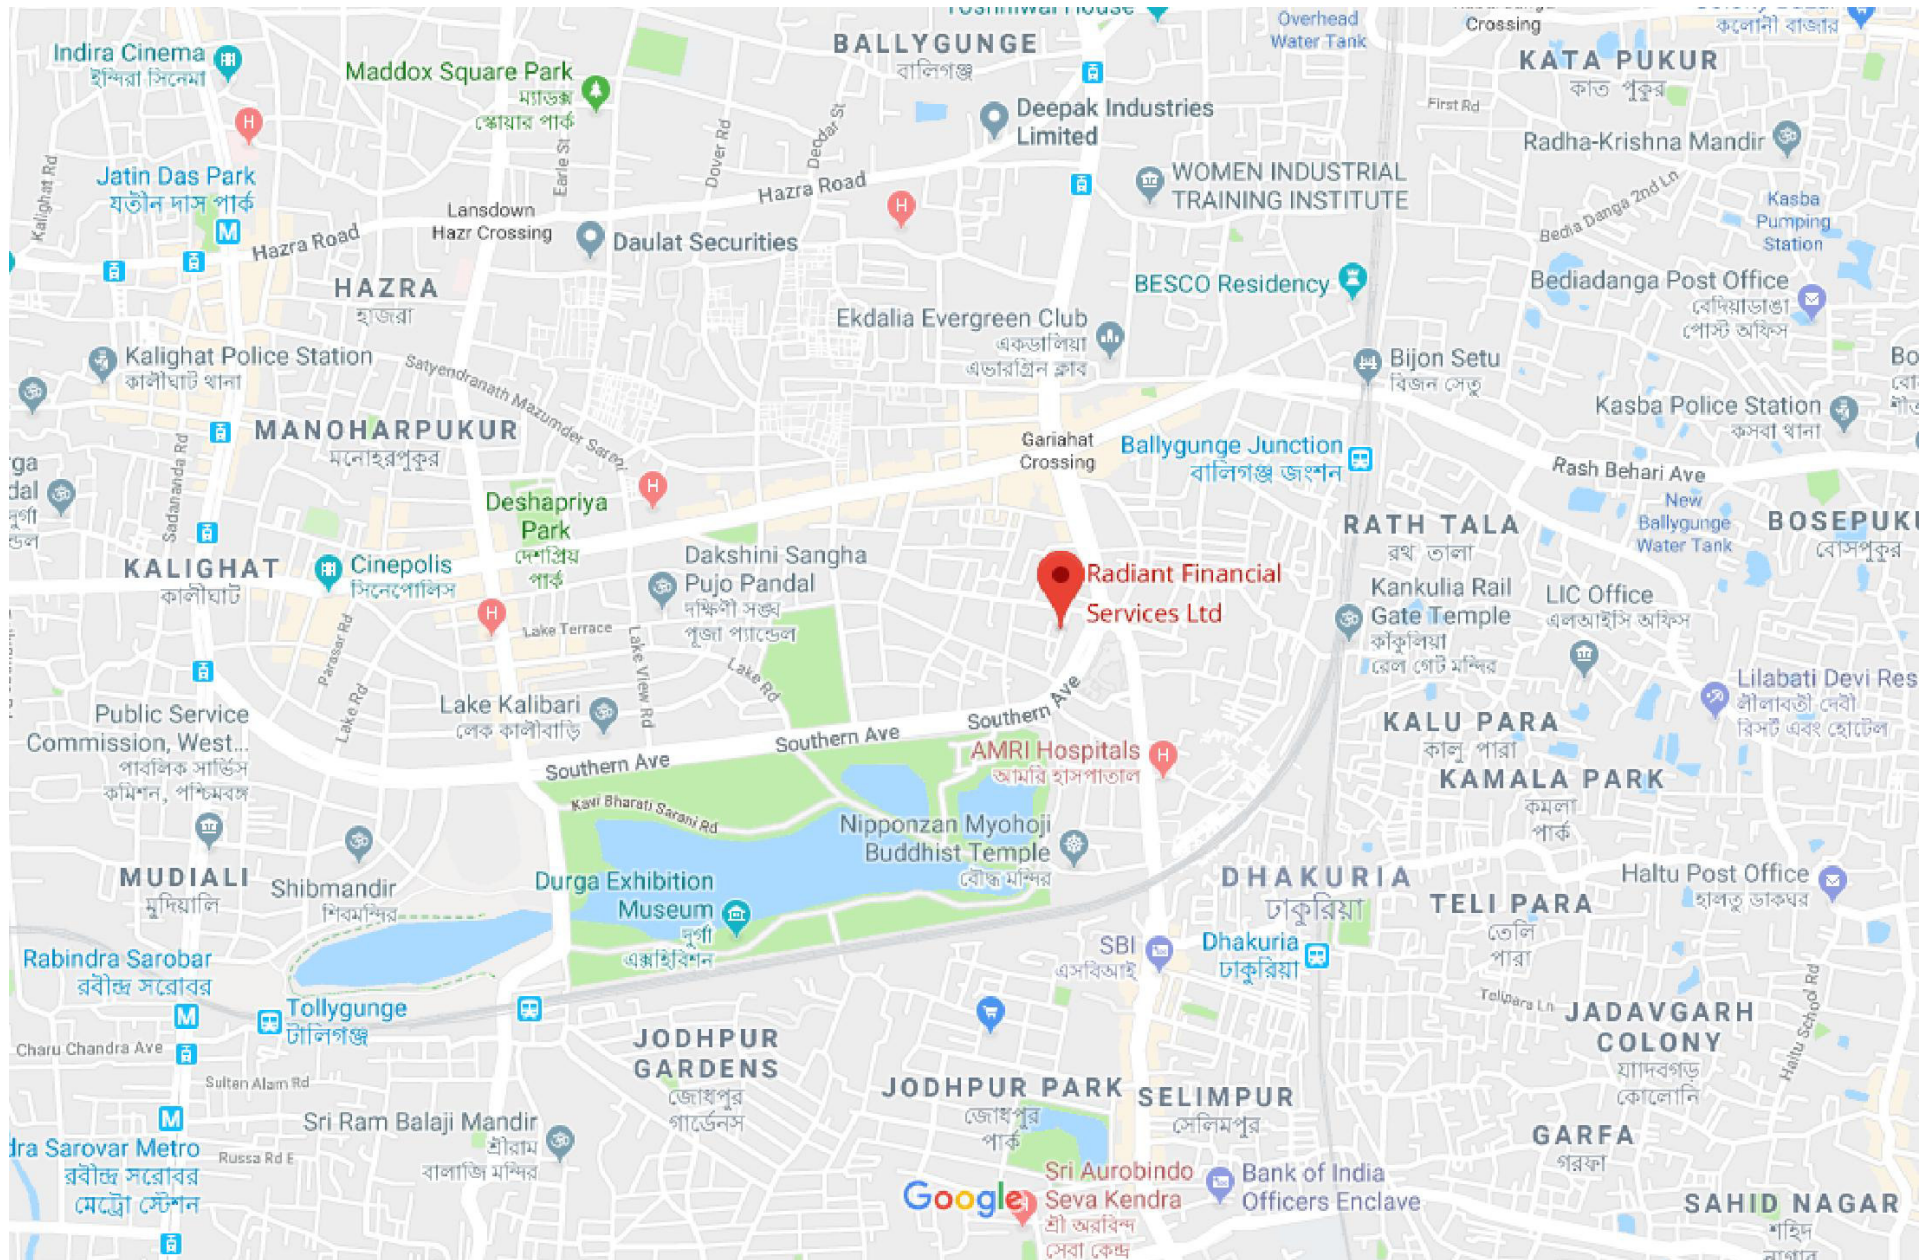 Indira Cinema
ইন্দিরা সিনেমা
Maddox Square Park
ম্যাডক্স
স্কোয়ার পার্ক
BALLYGUNGE
বালিগঞ্জ
Overhead
Water Tank
Crossing
কলোনী বাজার
KATA PUKUR
কাত পুকুর
First Rd
Deepak Industries
Limited
Radha-Krishna Mandir
Kalighat Rd
Jatin Das Park
যতীন দাস পার্ক
Earle St
Dover Rd
Deodar St
Hazra Road
WOMEN INDUSTRIAL
TRAINING INSTITUTE
Bedia Danga 2nd Ln
Kasba
Pumping
Station
Lansdown
Hazr Crossing
Hazra Road
Daulat Securities
HAZRA
হাজরা
BESCO Residency
Bediadanga Post Office
বেদিয়াডাঙা
পোস্ট অফিস
Ekdalia Evergreen Club
একডালিয়া
এভারগ্রিন ক্লাব
Kalighat Police Station
কালীঘাট থানা
Satyendranath Mazumder Sarani
Bijon Setu
বিজন সেতু
Kasba Police Station
কসবা থানা
MANOHARPUKUR
মনোহরপুকুর
Sadananda Rd
Gariahat
Crossing
Ballygunge Junction
বালিগঞ্জ জংশন
Rash Behari Ave
New
Ballygunge
Water Tank
Deshapriya
Park
দেশপ্রিয়
পার্ক
RATH TALA
রথ তালা
BOSEPUKU
বোসপুকুর
KALIGHAT
কালীঘাট
Cinepolis
সিনেপোলিস
Dakshini Sangha
Pujo Pandal
দক্ষিণী সঙ্ঘ
পূজা প্যান্ডেল
Radiant Financial
Services Ltd
Kankulia Rail
Gate Temple
কাঁকুলিয়া
রেল গেট মন্দির
LIC Office
এলআইসি অফিস
Parasar Rd
Lake Terrace
Lake View Rd
Lake Rd
Lake Rd
Lake Kalibari
লেক কালীবাড়ি
Southern Ave
Southern Ave
Southern Ave
Lilabati Devi Res
লীলাবতী দেবী
রিসর্ট এবং হোটেল
Public Service
Commission, West...
পাবলিক সার্ভিস
কমিশন, পশ্চিমবঙ্গ
KALU PARA
কালু পারা
KAMALA PARK
কমলা
পার্ক
AMRI Hospitals
আমরি হাসপাতাল
Kavi Bharati Sarani Rd
Nipponzan Myohoji
Buddhist Temple
বৌদ্ধ মন্দির
MUDIALI
মুদিয়ালি
Shibmandir
শিবমন্দির
Durga Exhibition
Museum
দুর্গা
এক্সহিবিশন
DHAKURIA
ঢাকুরিয়া
TELI PARA
তেলি
পারা
Haltu Post Office
হালতু ডাকঘর
Rabindra Sarobar
রবীন্দ্র সরোবর
SBI
এসবিআই
Dhakuria
ঢাকুরিয়া
Tollygunge
টালিগঞ্জ
Telipara Ln
Haltu School Rd
JADAVGARH
COLONY
যাাদবগড়
কোলোনি
Charu Chandra Ave
Sultan Alam Rd
JODHPUR
GARDENS
জোধপুর
গার্ডেনস
JODHPUR PARK
জোধপুর
পার্ক
SELIMPUR
সেলিমপুর
Sri Ram Balaji Mandir
শ্রীরাম
বালাজি মন্দির
dra Sarovar Metro
রবীন্দ্র সরোবর
মেট্রো স্টেশন
Russa Rd E
GARFA
গরফা
Google
Sri Aurobindo
Seva Kendra
শ্রী অরবিন্দ
সেবা কেন্দ্র
Bank of India
Officers Enclave
SAHID NAGAR
শহিদ